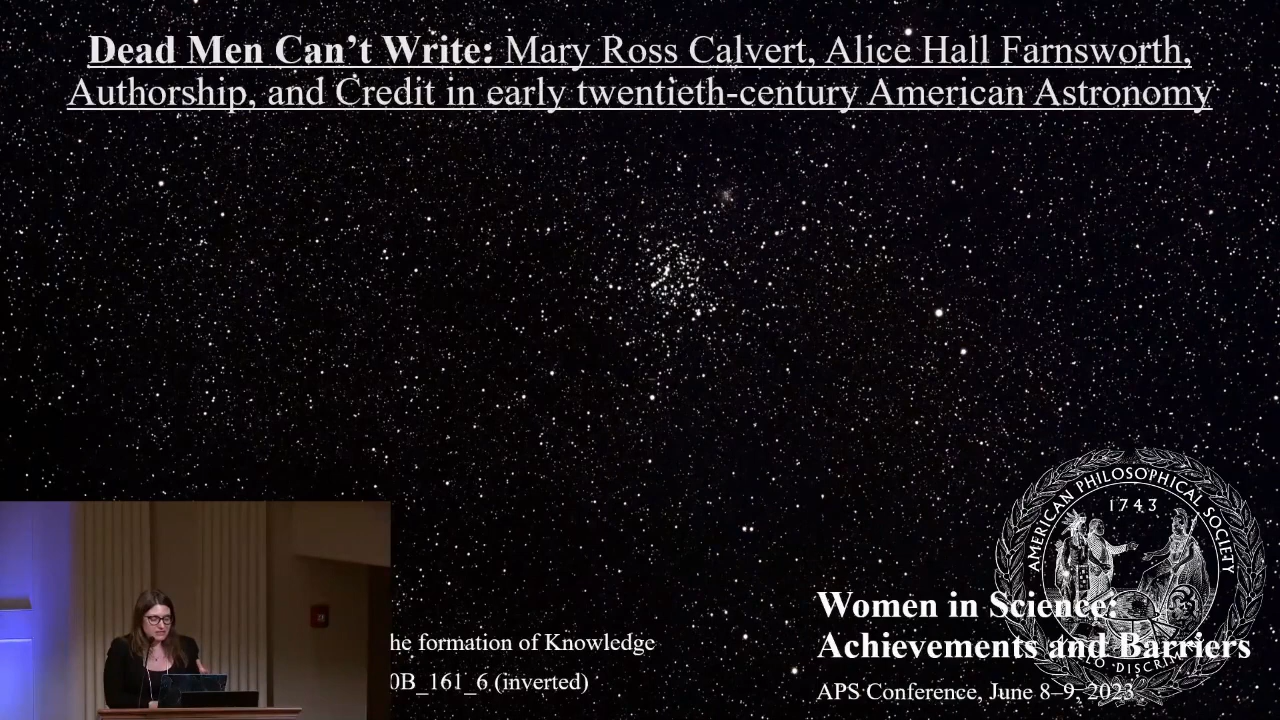 Dead Men Can't Write: Mary Ross Calvert, Alice Hall Farnsworth,
Authorship, and Credit in early twentieth-century American Astronomy
AMERICAN PHILOSOPHICAL SOCIETY
1743
he formation of Knowledge
0B_161_6 (inverted)
Women in Science:
Achievements and Barriers
APS Conference, June 8–9, 2023